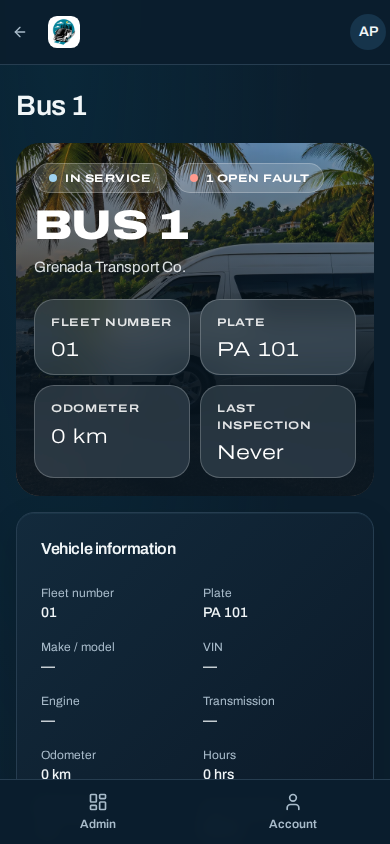 AP
Bus 1
IN SERVICE
1 OPEN FAULT
BUS 1
Grenada Transport Co.
FLEET NUMBER
01
PLATE
PA 101
ODOMETER
0 km
LAST
INSPECTION
Never
Vehicle information
Fleet number
01
Plate
PA 101
Make / model
—
VIN
—
Engine
—
Transmission
—
Odometer
0 km
Hours
0 hrs
Admin
Account